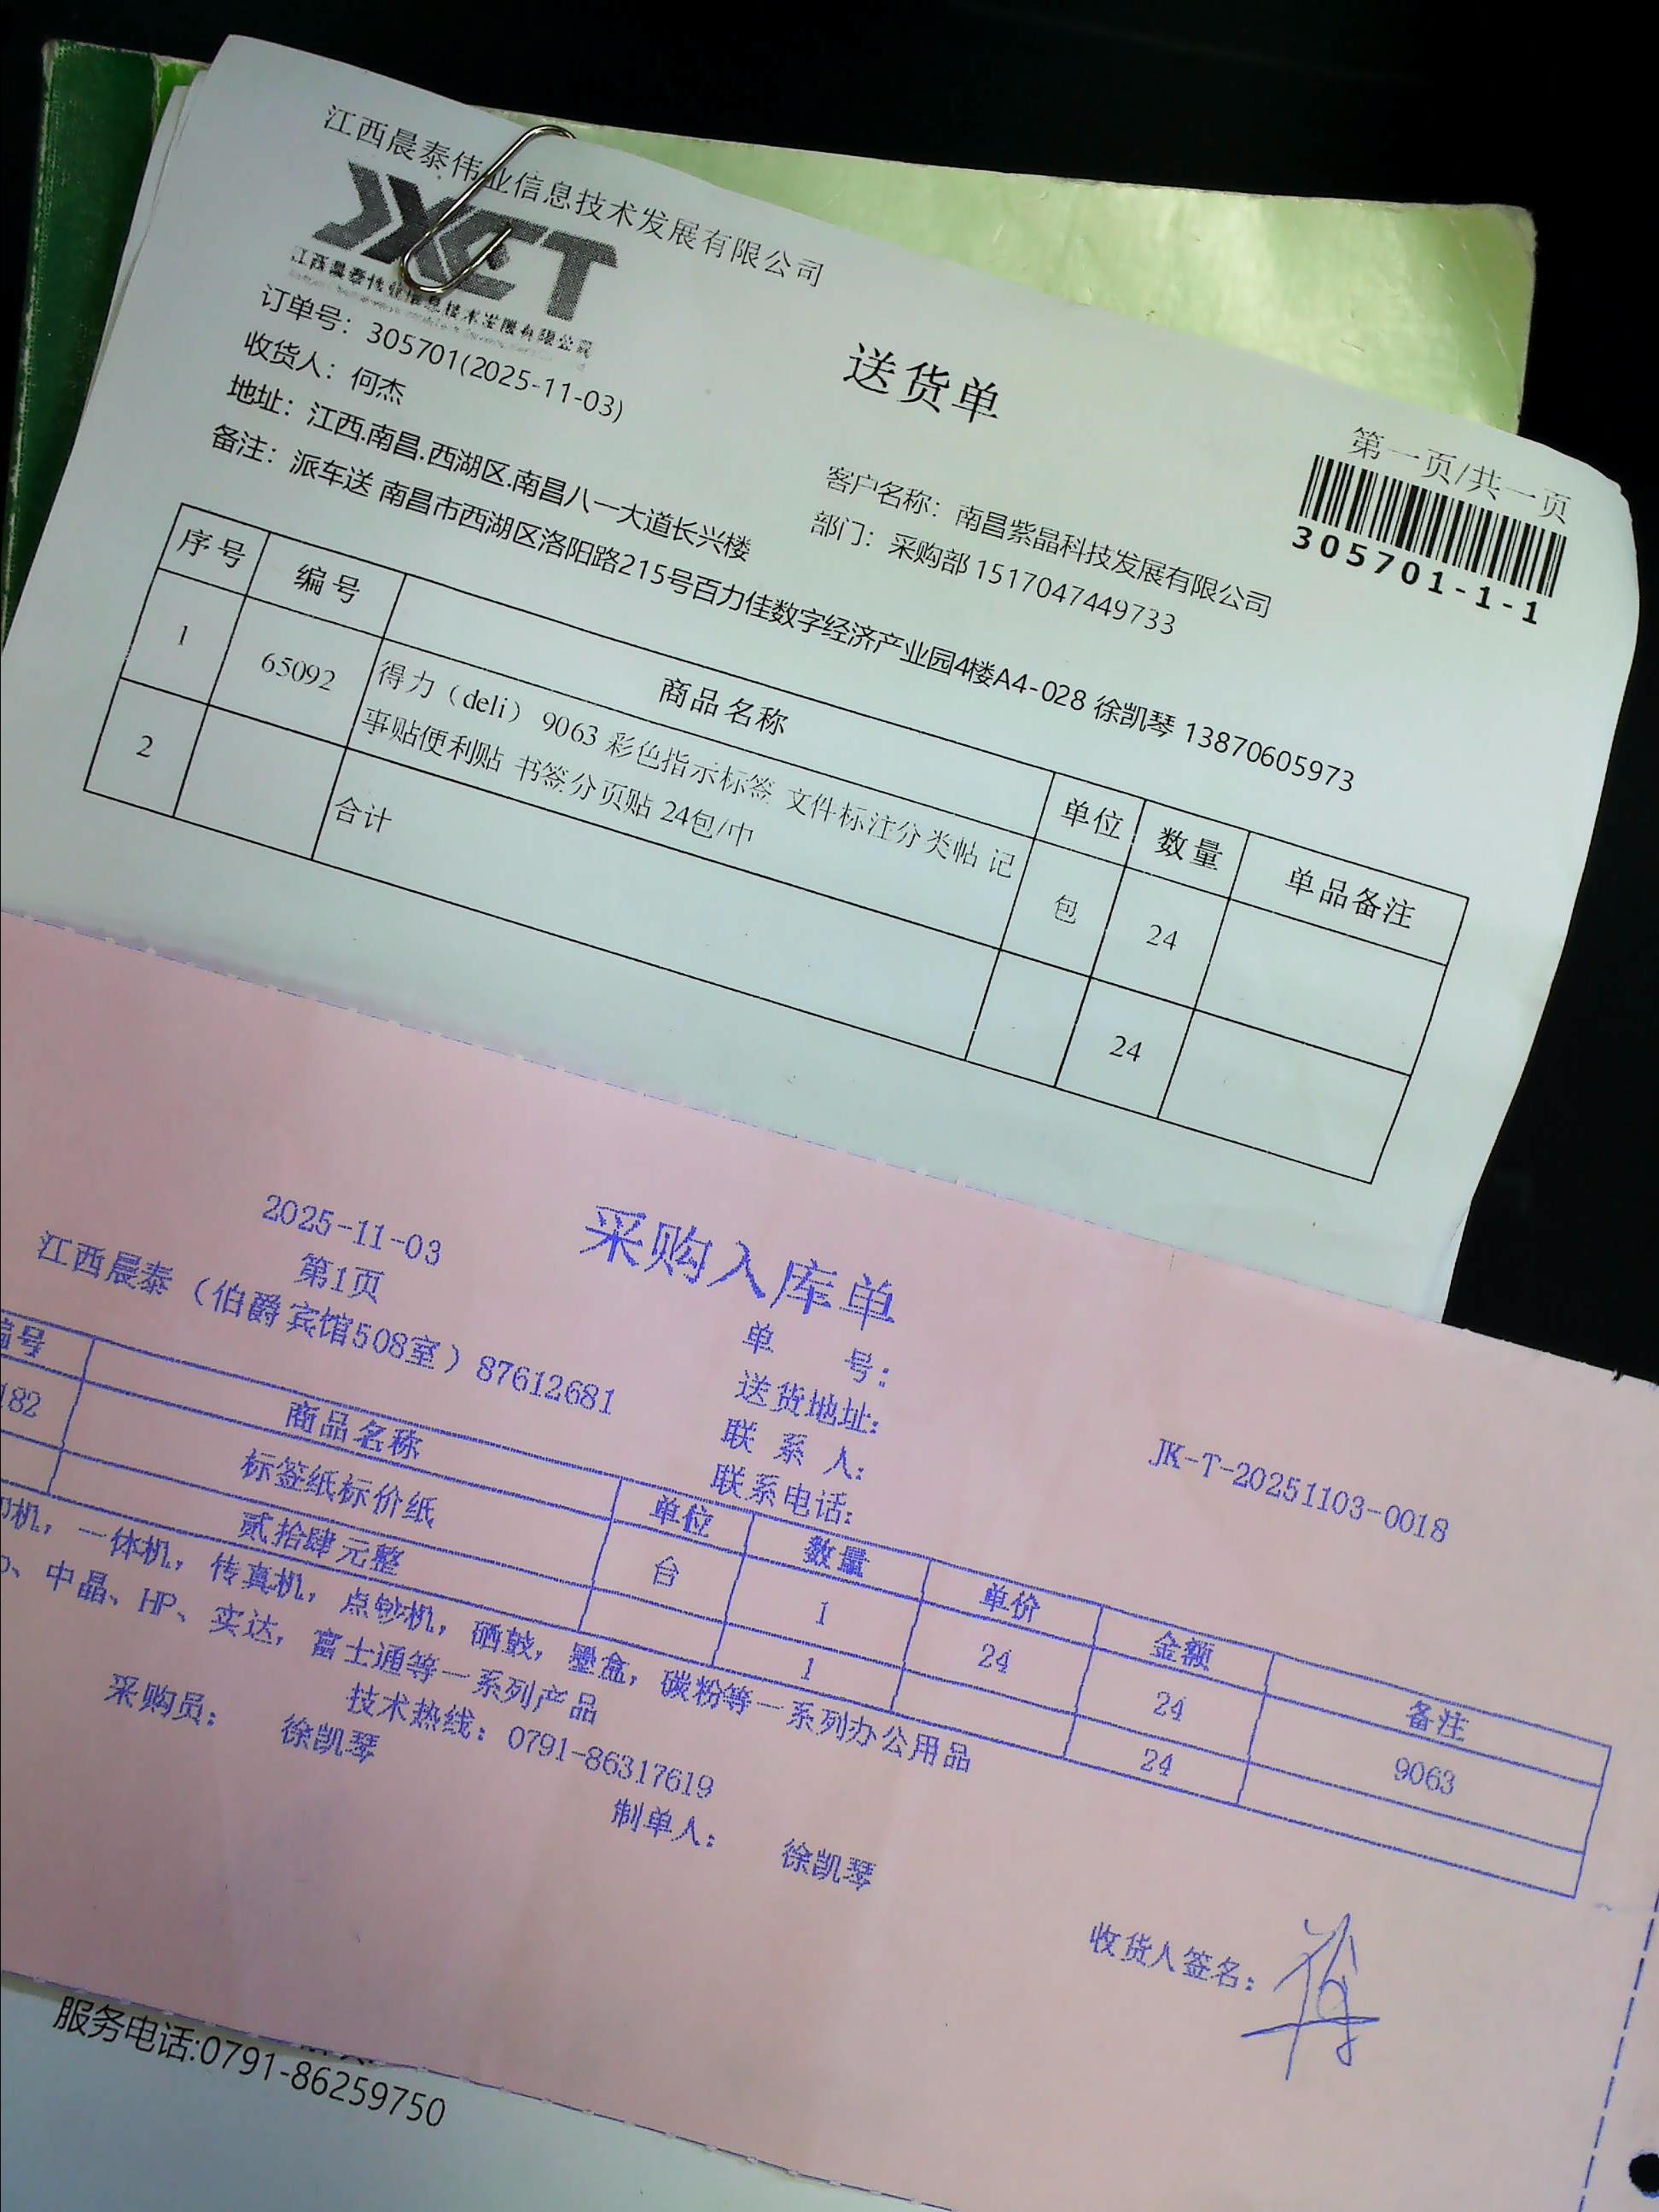 江西晨泰伟业信息技术发展有限公司
JXCT
江西晨泰伟业信息技术发展有限公司
送货单
第一页/共一页
305701-1-1
订单号：305701(2025-11-03)
收货人：何杰
客户名称：南昌紫晶科技发展有限公司
地址：江西.南昌.西湖区.南昌八一大道长兴楼
部门：采购部 1517047449733
备注：派车送 南昌市西湖区洛阳路215号百力佳数字经济产业园4楼A4-028 徐凯琴 13870605973
序号 编号 商品名称 单位 数量 单品备注
1 65092 得力（deli） 9063 彩色指示标签 文件标注分类帖 记
事贴便利贴 书签分页贴 24包/中 包 24
2 合计 24
采购入库单
2025-11-03
第1页
单 号： JK-T-20251103-0018
江西晨泰（伯爵宾馆508室）87612681
送货地址：
联 系 人：
联系电话：
编号 商品名称 单位 数量 单价 金额 备注
182 标签纸标价纸 台 1 24 24 9063
贰拾肆元整 1 24
机，一体机，传真机，点钞机，硒鼓，墨盒，碳粉等一系列办公用品
、中晶、HP、实达，富士通等一系列产品
技术热线：0791-86317619
采购员： 徐凯琴
制单人： 徐凯琴
收货人签名： 徐
服务电话:0791-86259750